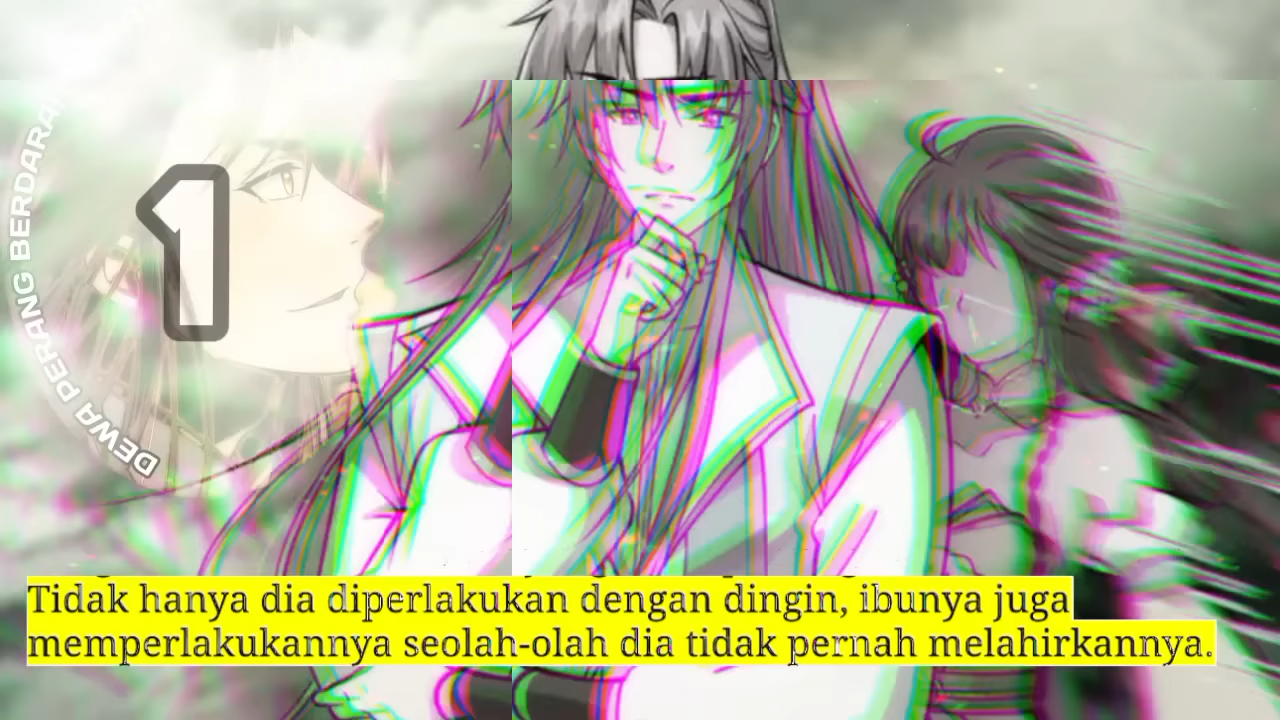 DEWA PERANG BERDARA
1
Tidak hanya dia diperlakukan dengan dingin, ibunya juga
memperlakukannya seolah-olah dia tidak pernah melahirkannya.